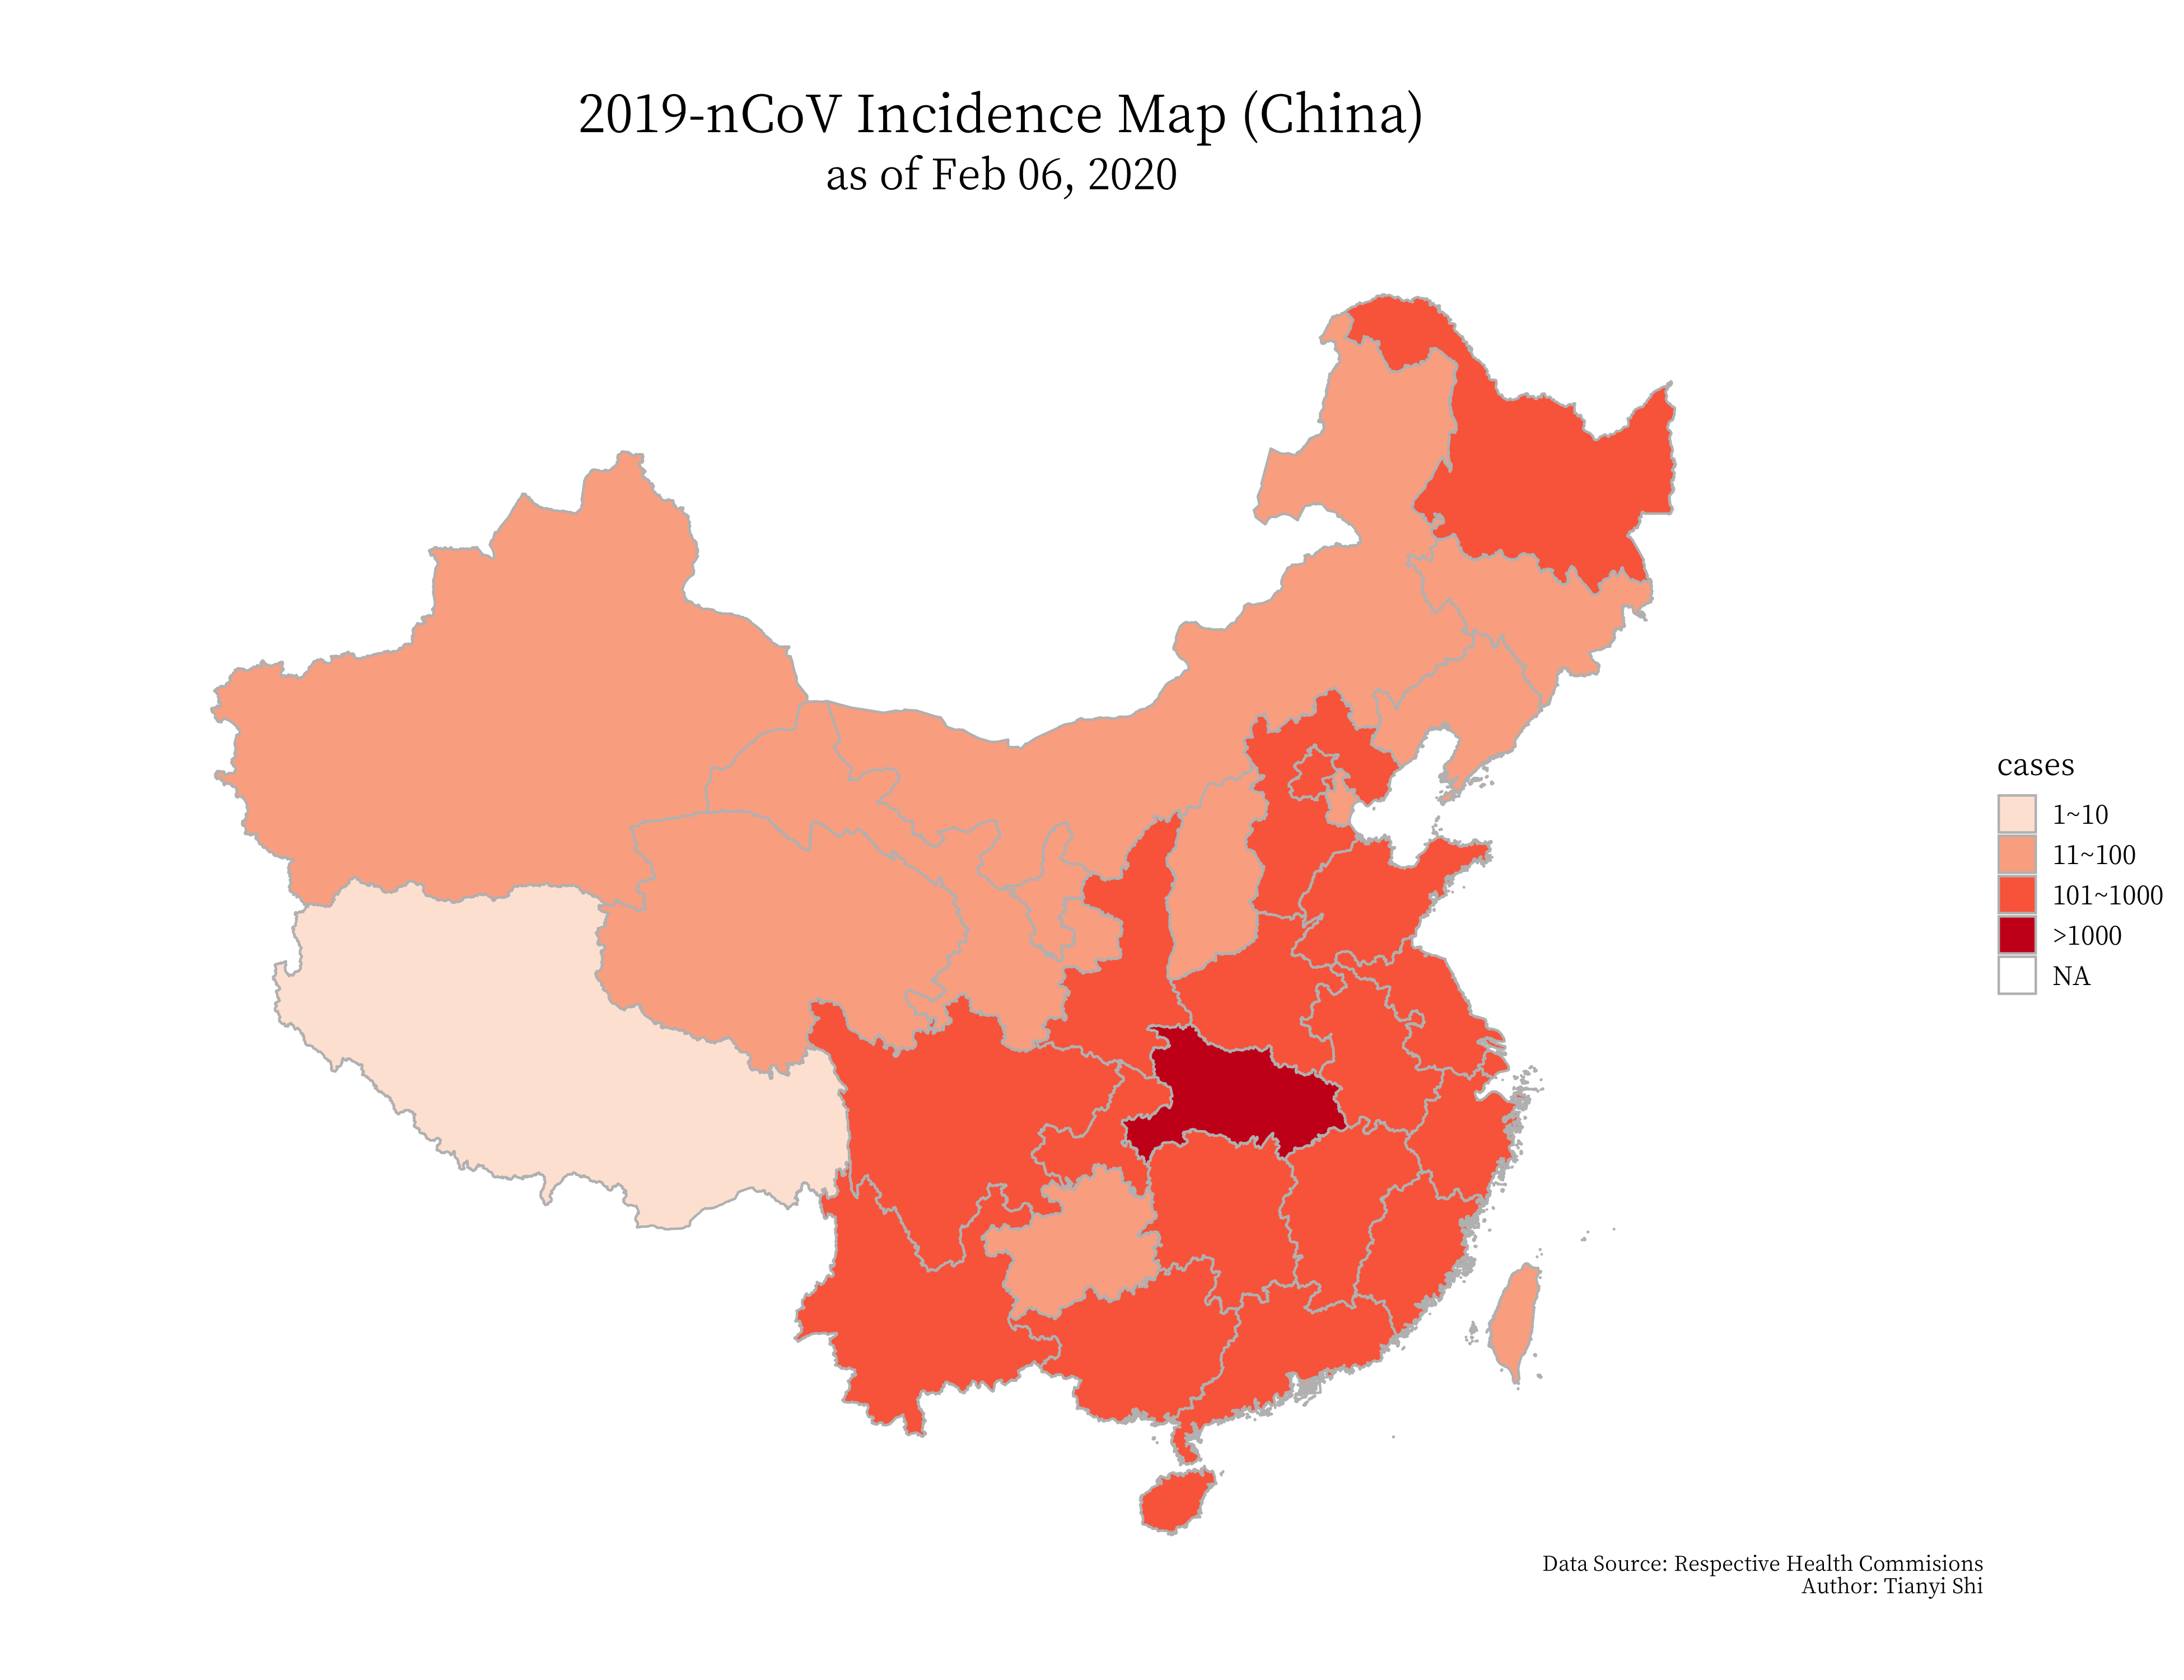 2019-nCoV Incidence Map (China)
as of Feb 06, 2020
cases
1~10
11~100
101~1000
>1000
NA
Data Source: Respective Health Commisions
Author: Tianyi Shi